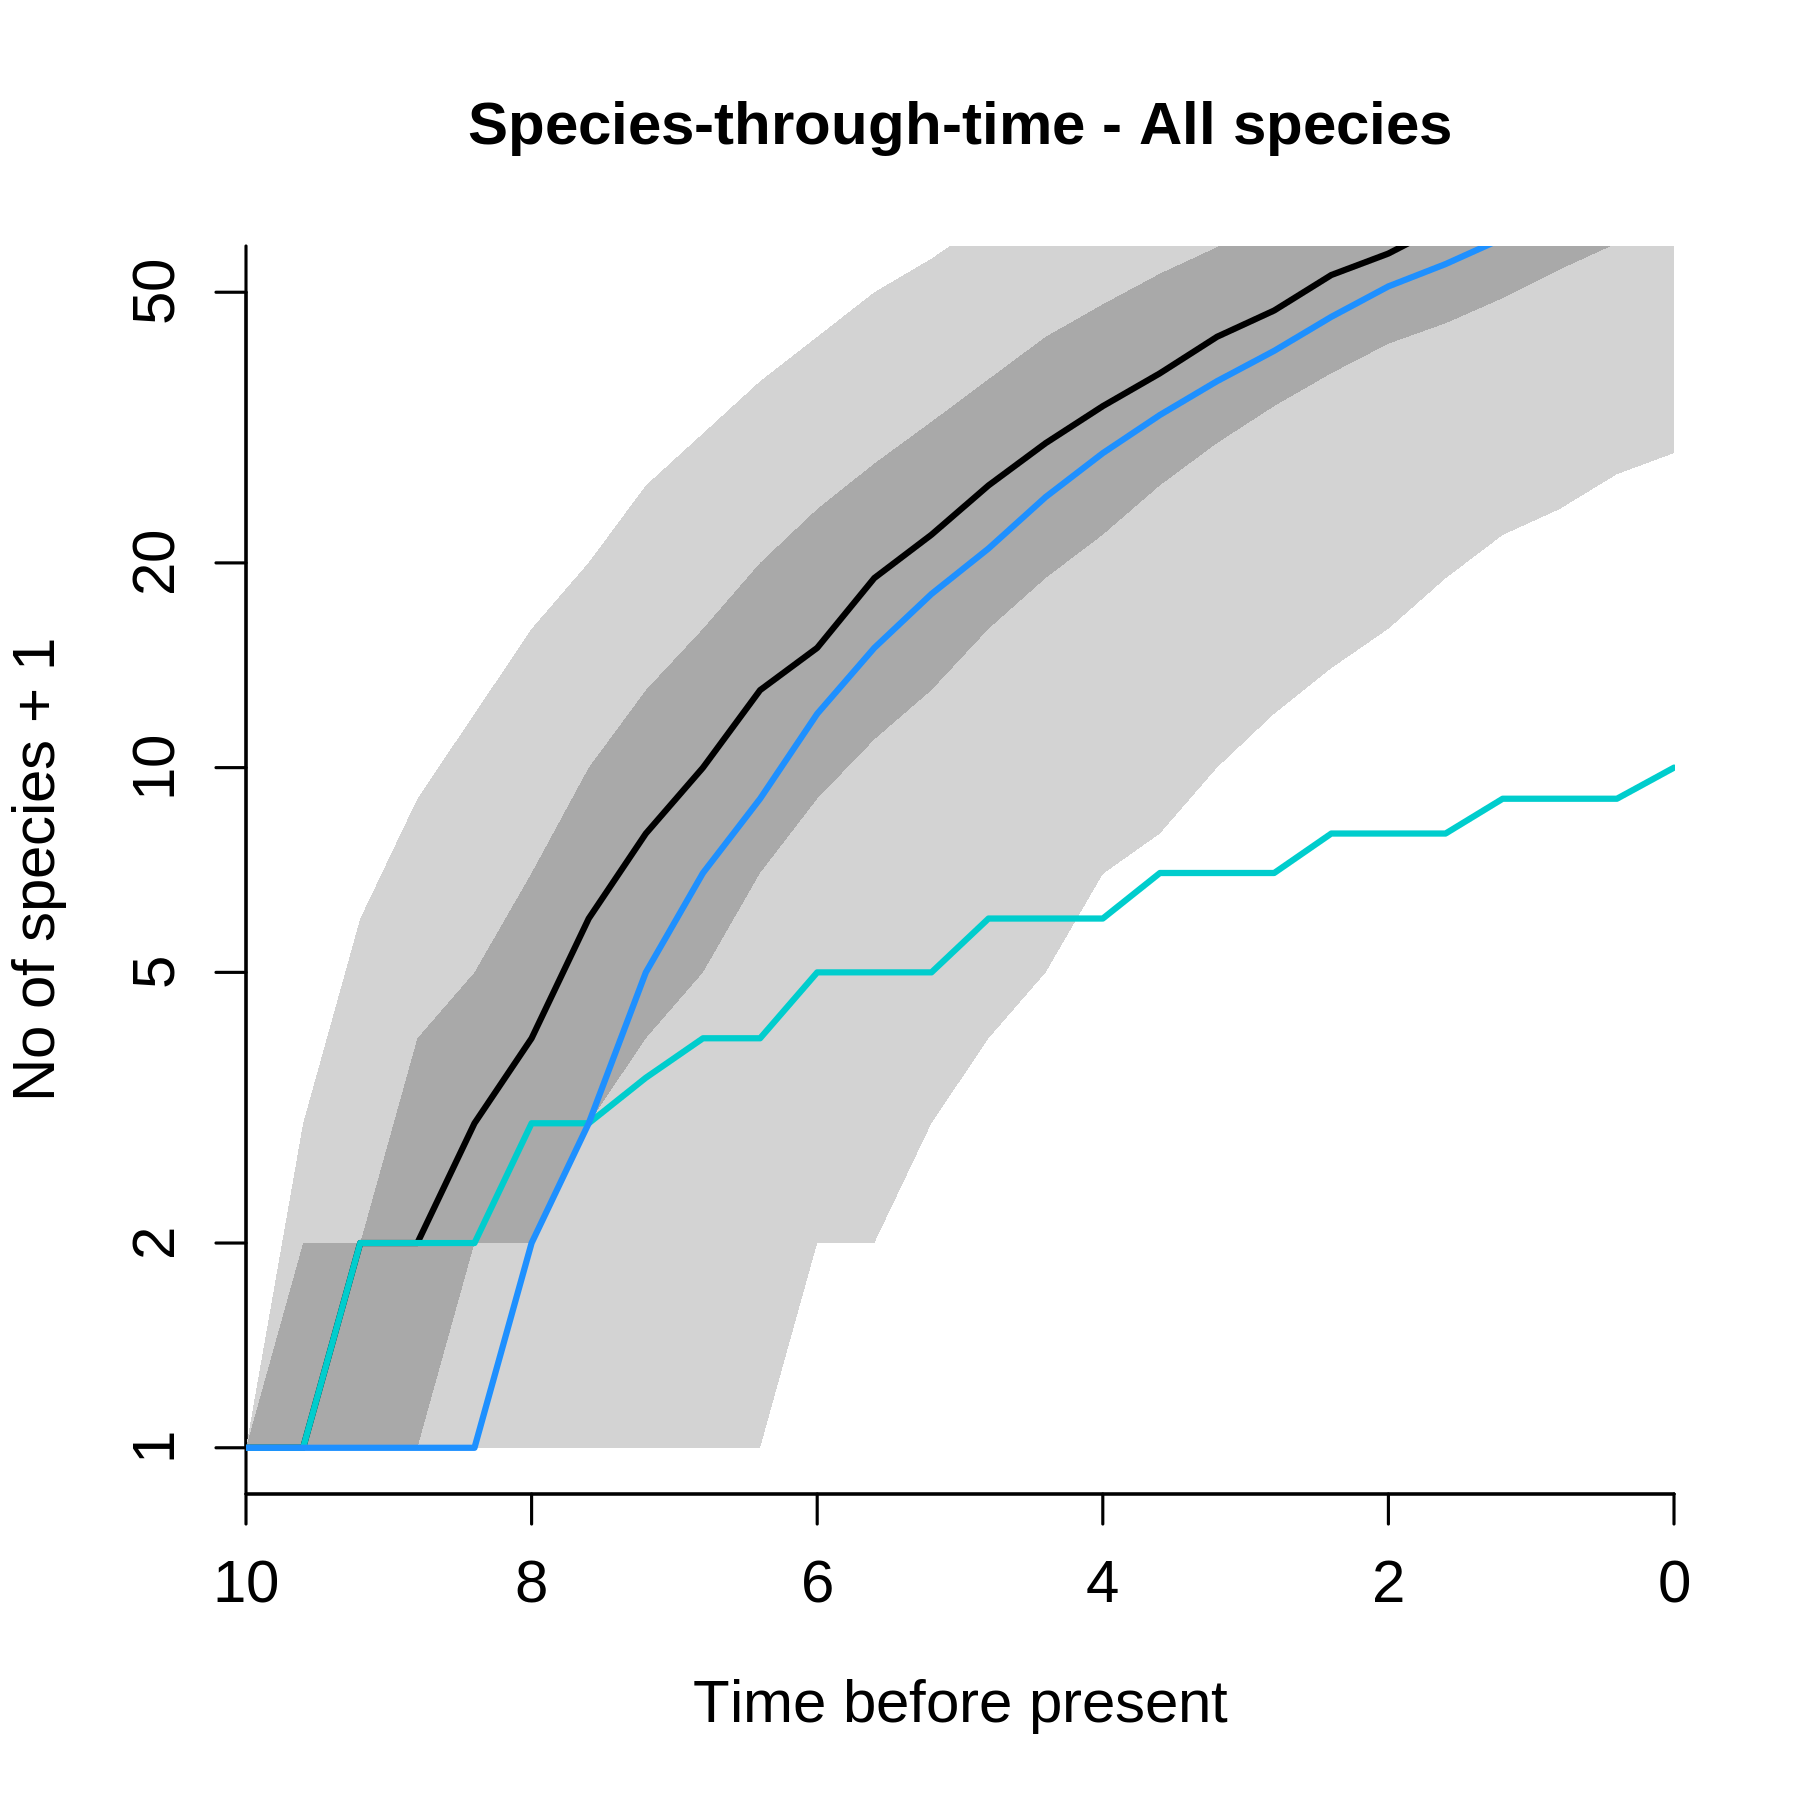 Species-through-time - All species
No of species + 1
50
20
10
5
2
1
10 8 6 4 2 0
Time before present